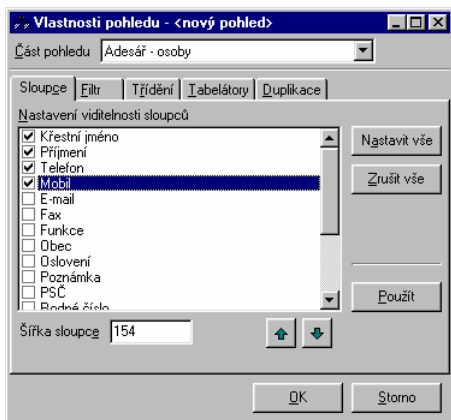 Vlastnosti pohledu - <nový pohled>
Část pohledu Adesář - osoby
Sloupce Filtr Třídění Tabelátory Duplikace
Nastavení viditelnosti sloupců
Křestní jméno
Příjmení
Telefon
Mobil
E-mail
Fax
Funkce
Obec
Oslovení
Poznámka
PSČ
Rodné číslo
Nastavit vše
Zrušit vše
Použít
Šířka sloupce 154
OK Storno